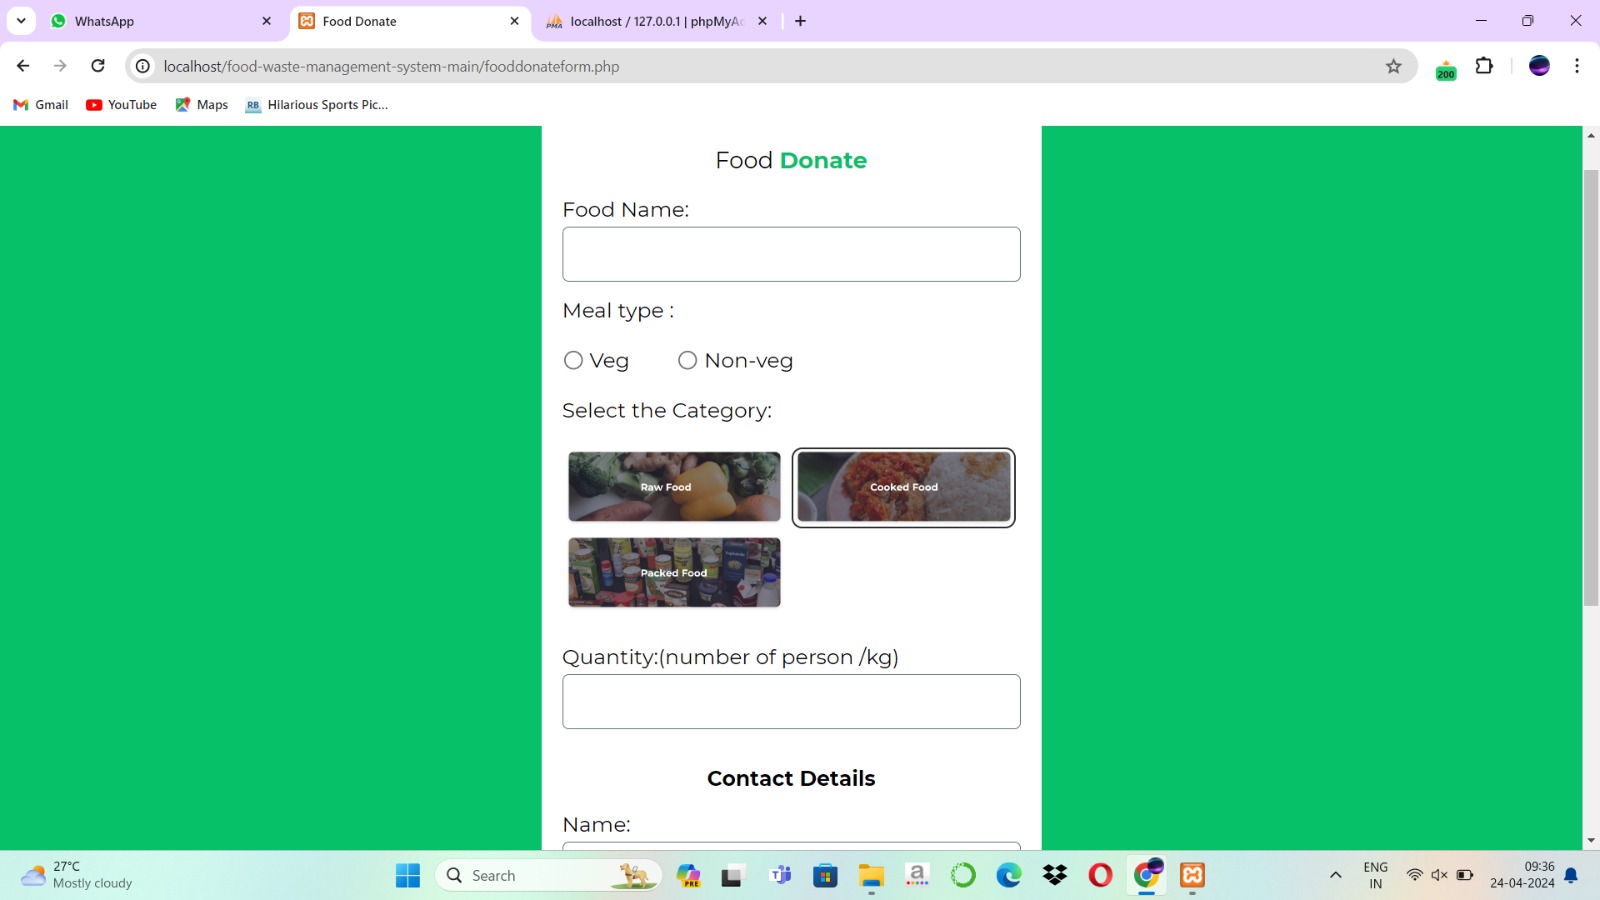 WhatsApp
Food Donate
localhost / 127.0.0.1 | phpMyAd
localhost/food-waste-management-system-main/fooddonateform.php
200
Gmail
YouTube
Maps
RB
Hilarious Sports Pic...
Food Donate
Food Name:
Meal type :
Veg
Non-veg
Select the Category:
Raw Food
Cooked Food
Packed Food
Quantity:(number of person /kg)
Contact Details
Name:
27°C
Mostly cloudy
Search
PRE
ENG
IN
09:36
24-04-2024